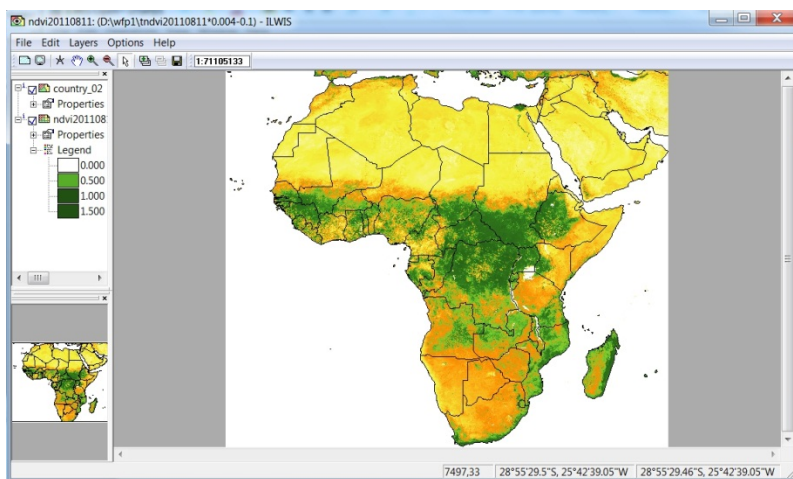 ndvi20110811: (D:\wfp1\tndvi20110811*0.004-0.1) - ILWIS
File Edit Layers Options Help
1:71105133
country_02
Properties
ndvi201108
Properties
Legend
0.000
0.500
1.000
1.500
7497,33 28°55'29.5"S, 25°42'39.05"W 28°55'29.46"S, 25°42'39.05"W